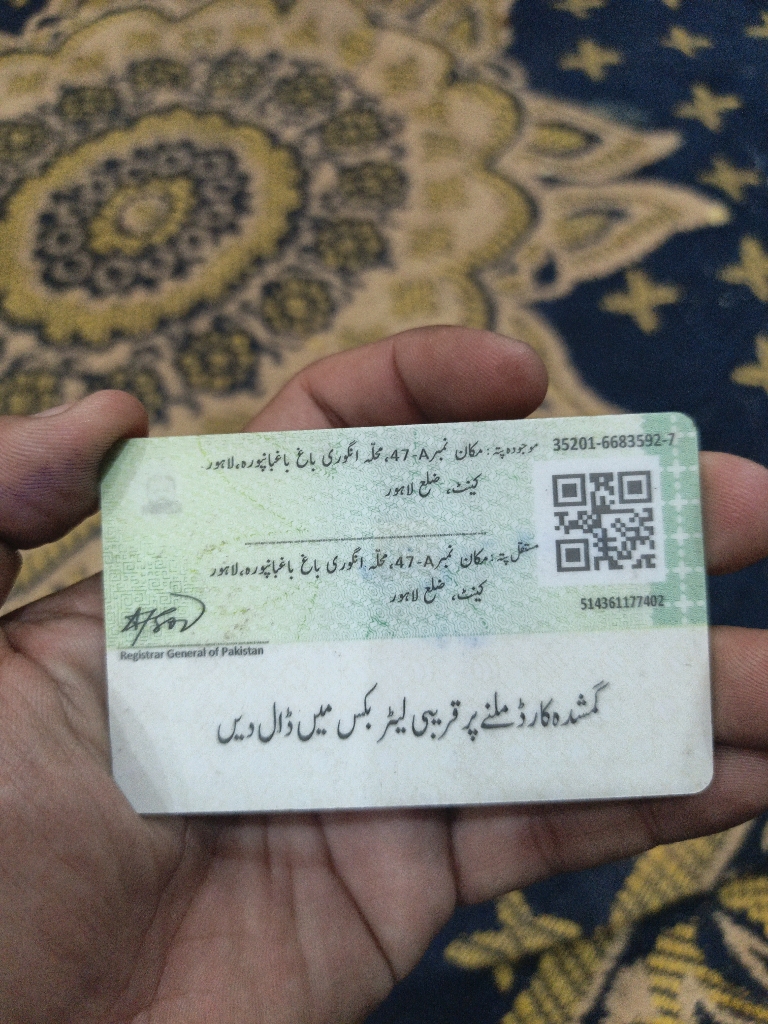 موجودہ پتہ: مکان نمبر 47-A، محلّہ انگوری باغ باغبانپورہ، لاہور
کینٹ، ضلع لاہور
35201-6683592-7
مستقل پتہ: مکان نمبر 47-A، محلّہ انگوری باغ باغبانپورہ، لاہور
کینٹ، ضلع لاہور
514361177402
Registrar General of Pakistan
گمشدہ کارڈ ملنے پر قریبی لیٹر بکس میں ڈال دیں